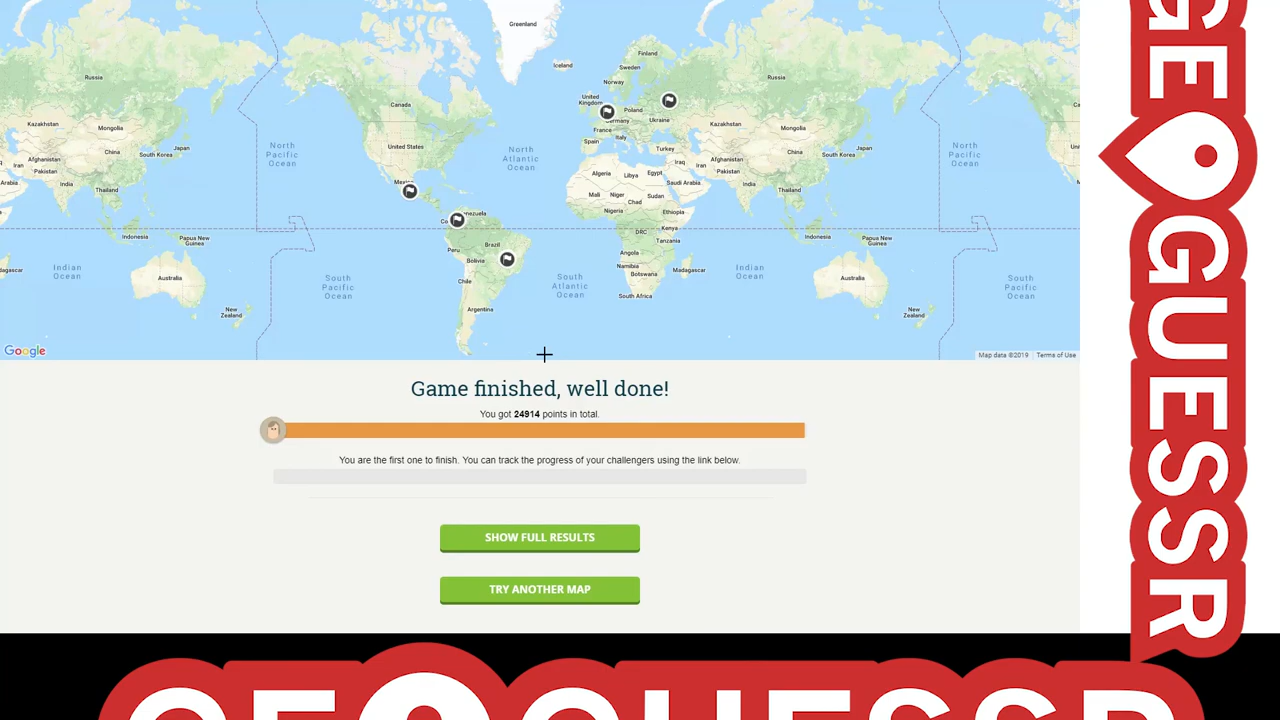 Greenland
Iceland
Finland
Sweden
Norway
Russia
Russia
United
Kingdom
Poland
Germany
Ukraine
France
Italy
Spain
Turkey
Canada
United States
Kazakhstan
Mongolia
Kazakhstan
Mongolia
Japan
China
South Korea
Japan
China
South Korea
Afghanistan
Pakistan
India
Thailand
Afghanistan
Pakistan
India
Thailand
Iran
Iraq
Saudi Arabia
North
Pacific
Ocean
North
Atlantic
Ocean
North
Pacific
Ocean
Algeria
Libya
Egypt
Mali
Niger
Sudan
Chad
Nigeria
Ethiopia
DRC
Kenya
Tanzania
Angola
Namibia
Botswana
Madagascar
South Africa
Brazil
Peru
Bolivia
Chile
Argentina
Indonesia
Papua New
Guinea
Indonesia
Papua New
Guinea
Indian
Ocean
Australia
New
Zealand
South
Pacific
Ocean
South
Atlantic
Ocean
Indian
Ocean
Australia
New
Zealand
South
Pacific
Ocean
Google
Map data ©2019
Terms of Use
Game finished, well done!
You got 24914 points in total.
You are the first one to finish. You can track the progress of your challengers using the link below.
SHOW FULL RESULTS
TRY ANOTHER MAP
GEOGUESSR
GEOGUESSR